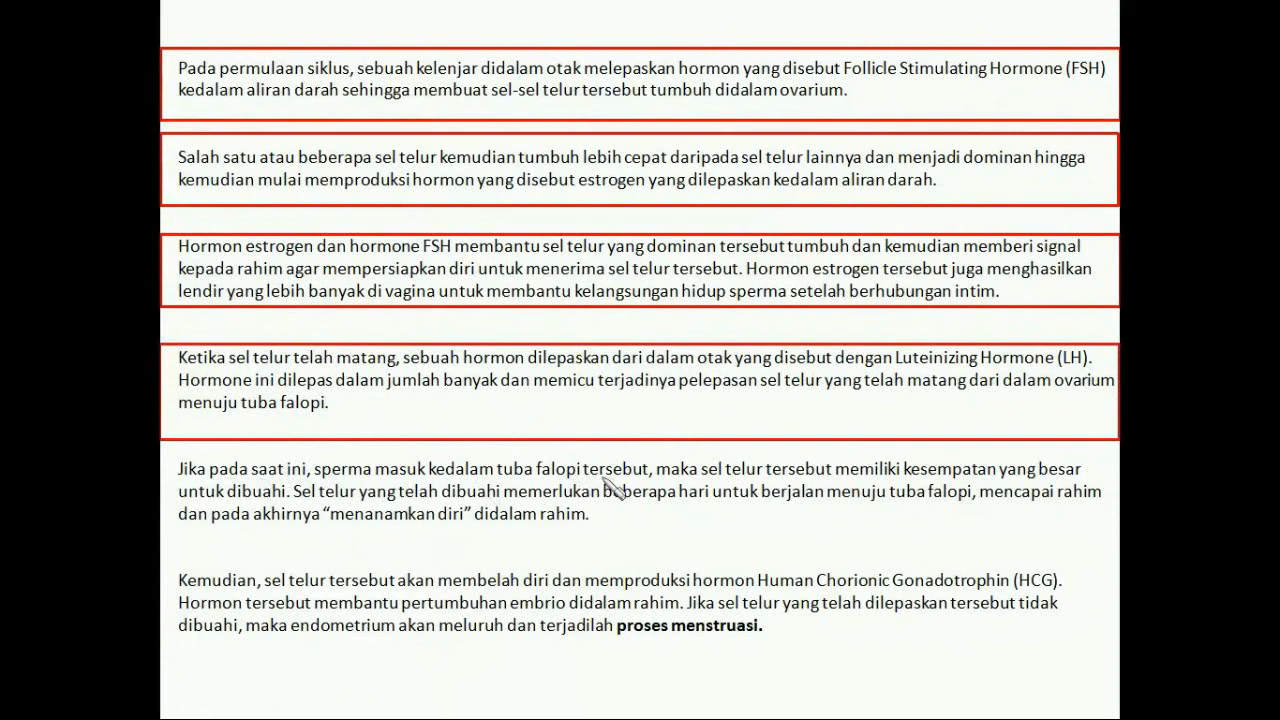 Pada permulaan siklus, sebuah kelenjar didalam otak melepaskan hormon yang disebut Follicle Stimulating Hormone (FSH)
kedalam aliran darah sehingga membuat sel-sel telur tersebut tumbuh didalam ovarium.
Salah satu atau beberapa sel telur kemudian tumbuh lebih cepat daripada sel telur lainnya dan menjadi dominan hingga
kemudian mulai memproduksi hormon yang disebut estrogen yang dilepaskan kedalam aliran darah.
Hormon estrogen dan hormone FSH membantu sel telur yang dominan tersebut tumbuh dan kemudian memberi signal
kepada rahim agar mempersiapkan diri untuk menerima sel telur tersebut. Hormon estrogen tersebut juga menghasilkan
lendir yang lebih banyak di vagina untuk membantu kelangsungan hidup sperma setelah berhubungan intim.
Ketika sel telur telah matang, sebuah hormon dilepaskan dari dalam otak yang disebut dengan Luteinizing Hormone (LH).
Hormone ini dilepas dalam jumlah banyak dan memicu terjadinya pelepasan sel telur yang telah matang dari dalam ovarium
menuju tuba falopi.
Jika pada saat ini, sperma masuk kedalam tuba falopi tersebut, maka sel telur tersebut memiliki kesempatan yang besar
untuk dibuahi. Sel telur yang telah dibuahi memerlukan beberapa hari untuk berjalan menuju tuba falopi, mencapai rahim
dan pada akhirnya “menanamkan diri” didalam rahim.
Kemudian, sel telur tersebut akan membelah diri dan memproduksi hormon Human Chorionic Gonadotrophin (HCG).
Hormon tersebut membantu pertumbuhan embrio didalam rahim. Jika sel telur yang telah dilepaskan tersebut tidak
dibuahi, maka endometrium akan meluruh dan terjadilah proses menstruasi.